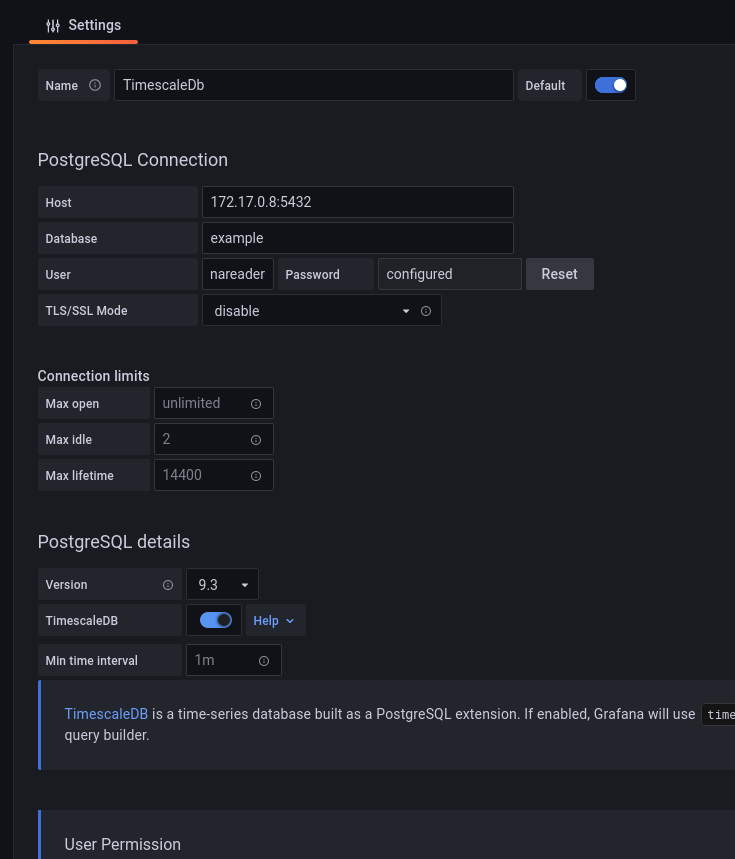 Settings
Name TimescaleDb Default
PostgreSQL Connection
Host 172.17.0.8:5432
Database example
User nareader Password configured Reset
TLS/SSL Mode disable
Connection limits
Max open unlimited
Max idle 2
Max lifetime 14400
PostgreSQL details
Version 9.3
TimescaleDB Help
Min time interval 1m
TimescaleDB is a time-series database built as a PostgreSQL extension. If enabled, Grafana will use time
query builder.
User Permission